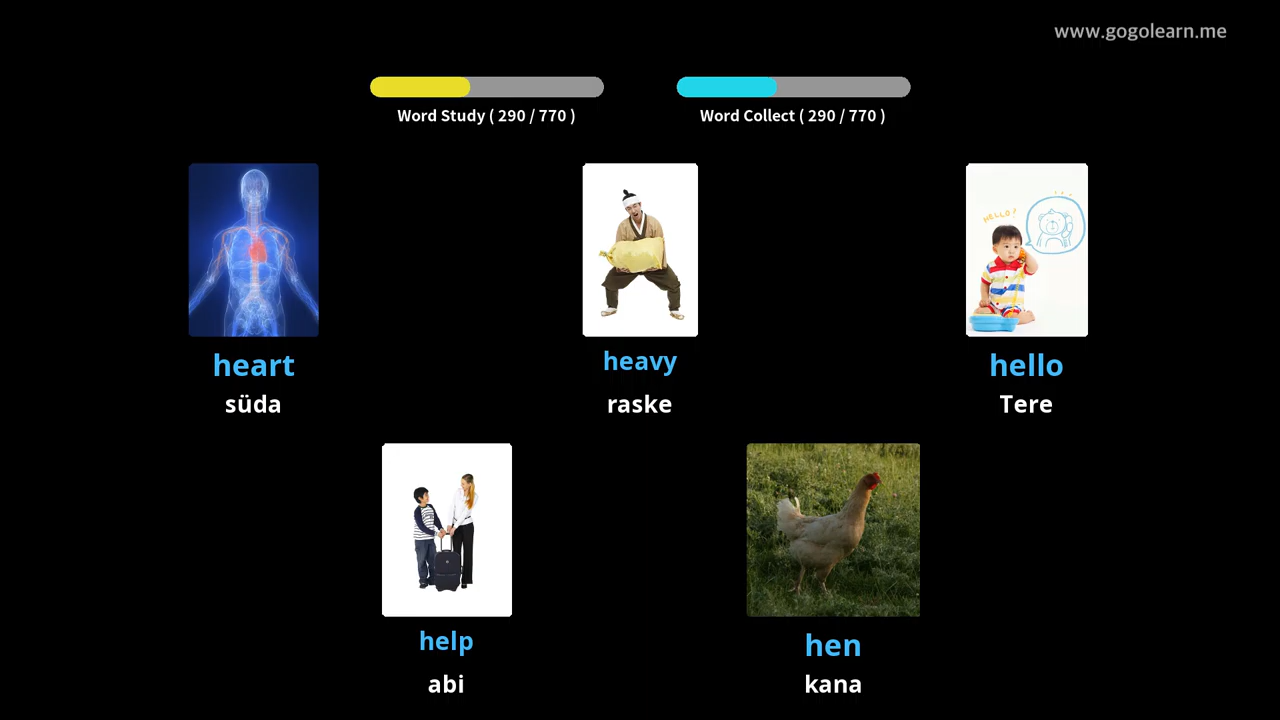 www.gogolearn.me
Word Study ( 290 / 770 )
Word Collect ( 290 / 770 )
HELLO?
heart
süda
heavy
raske
hello
Tere
help
abi
hen
kana